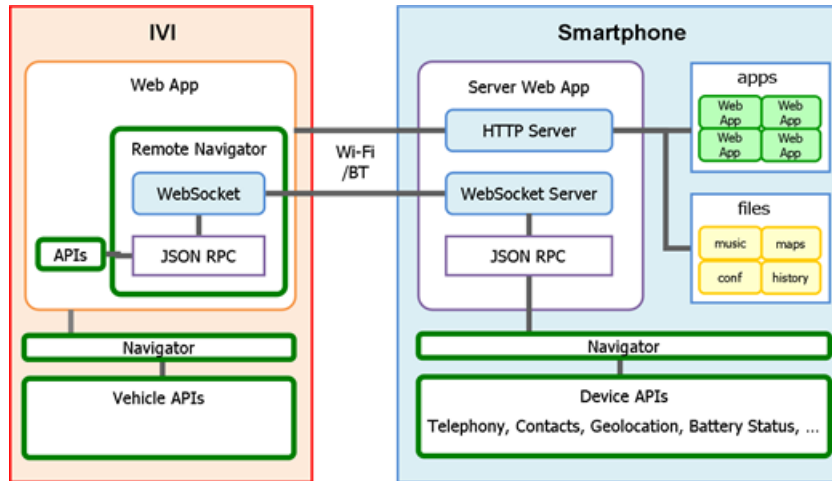 IVI
Web App
Remote Navigator
WebSocket
APIs
JSON RPC
Navigator
Vehicle APIs
Wi-Fi
/BT
Smartphone
Server Web App
HTTP Server
WebSocket Server
JSON RPC
Navigator
Device APIs
Telephony, Contacts, Geolocation, Battery Status, ...
apps
Web
App
Web
App
Web
App
Web
App
files
music
maps
conf
history